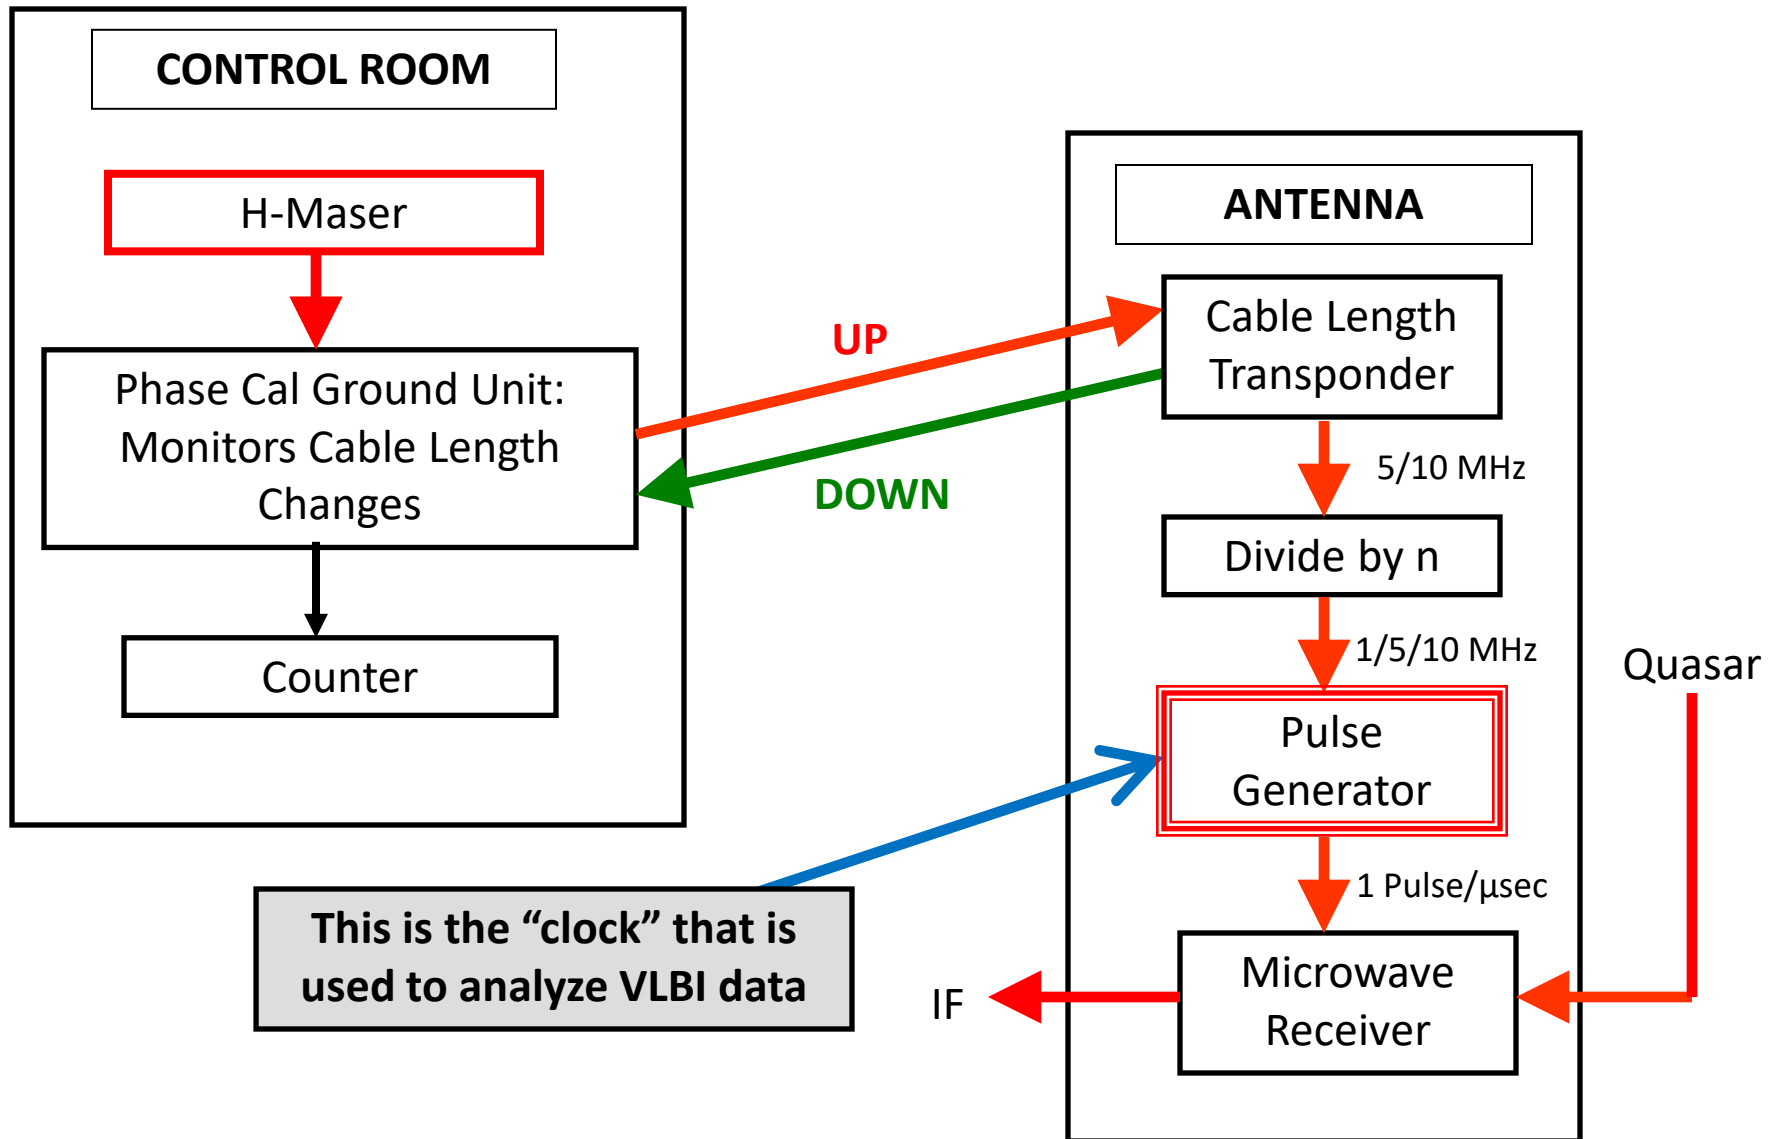 CONTROL ROOM
H-Maser
Phase Cal Ground Unit:
Monitors Cable Length
Changes
Counter
UP
DOWN
ANTENNA
Cable Length
Transponder
5/10 MHz
Divide by n
1/5/10 MHz
Pulse
Generator
1 Pulse/μsec
Microwave
Receiver
Quasar
IF
This is the “clock” that is
used to analyze VLBI data